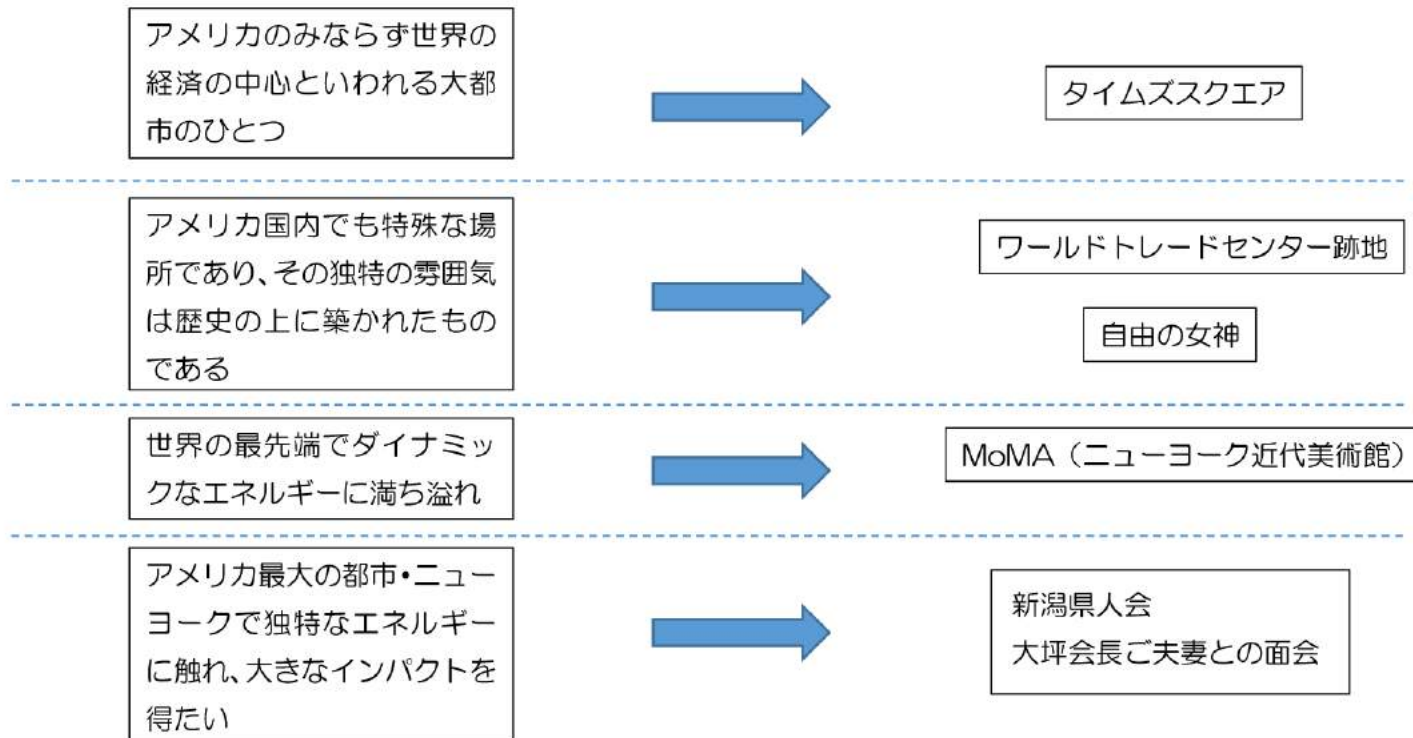 アメリカのみならず世界の
経済の中心といわれる大都
市のひとつ
タイムズスクエア
アメリカ国内でも特殊な場
所であり、その独特の雰囲気
は歴史の上に築かれたもの
である
ワールドトレードセンター跡地
自由の女神
世界の最先端でダイナミッ
クなエネルギーに満ち溢れ
MoMA（ニューヨーク近代美術館）
アメリカ最大の都市・ニュー
ヨークで独特なエネルギー
に触れ、大きなインパクトを
得たい
新潟県人会
大坪会長ご夫妻との面会